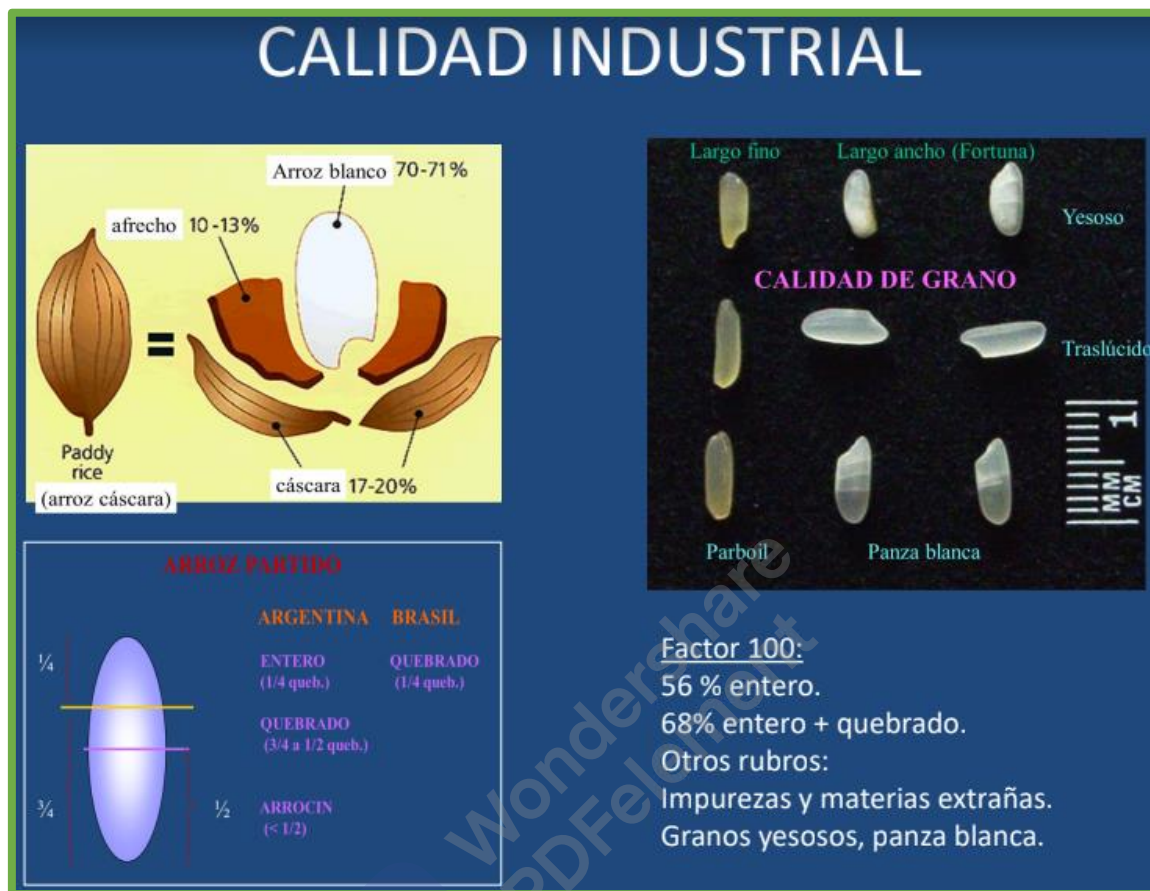 CALIDAD INDUSTRIAL
Arroz blanco 70-71%
afrecho 10-13%
=
Paddy
rice
(arroz cáscara)
cáscara 17-20%
Largo fino Largo ancho (Fortuna)
Yesoso
CALIDAD DE GRANO
Traslúcido
1
MM
CM
Parboil Panza blanca
ARROZ PARTIDO
ARGENTINA BRASIL
¼
ENTERO QUEBRADO
(1/4 queb.) (1/4 queb.)
QUEBRADO
(3/4 a 1/2 queb.)
¾ ½
ARROCIN
(< 1/2)
Factor 100:
56 % entero.
68% entero + quebrado.
Otros rubros:
Impurezas y materias extrañas.
Granos yesosos, panza blanca.
Wondershare
PDFelement